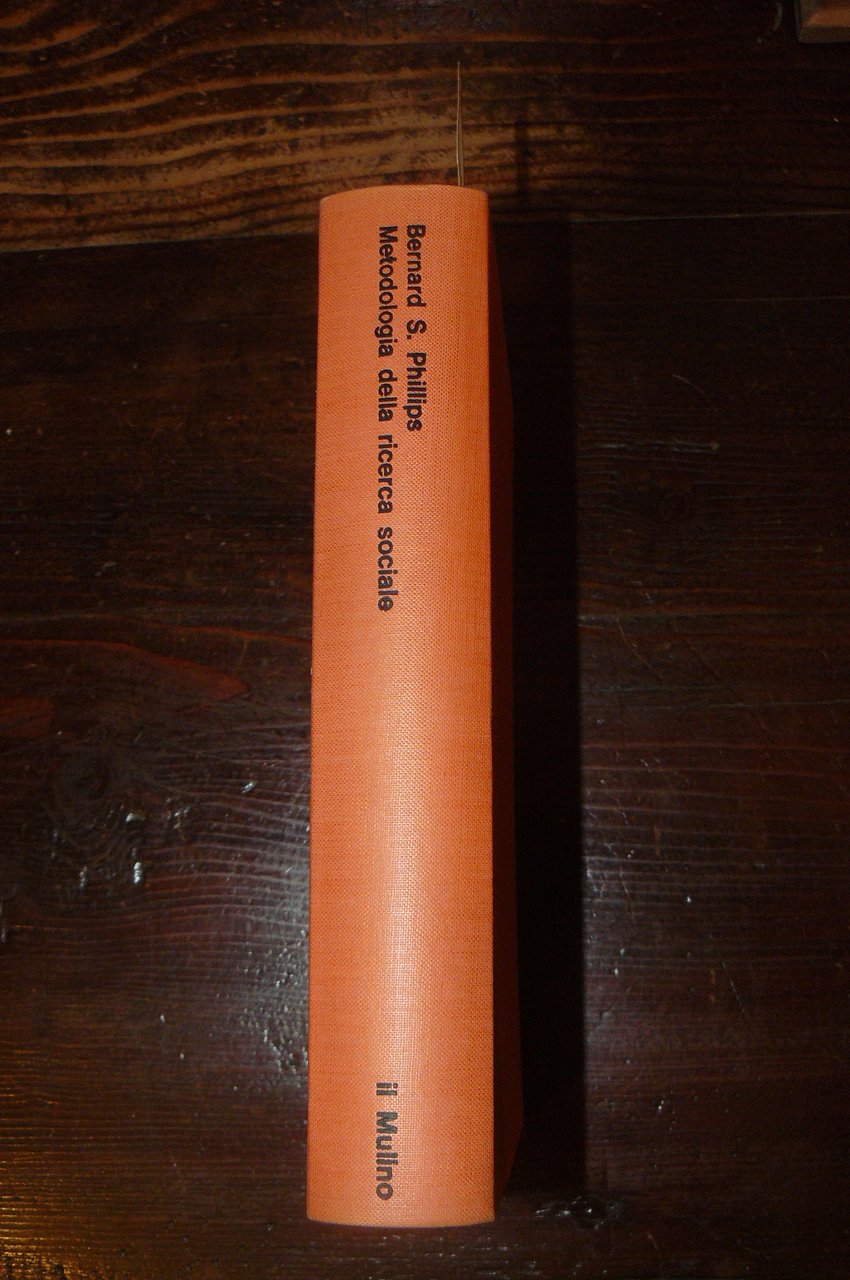 Bernard S. Phillips
Metodologia della ricerca sociale
il Mulino